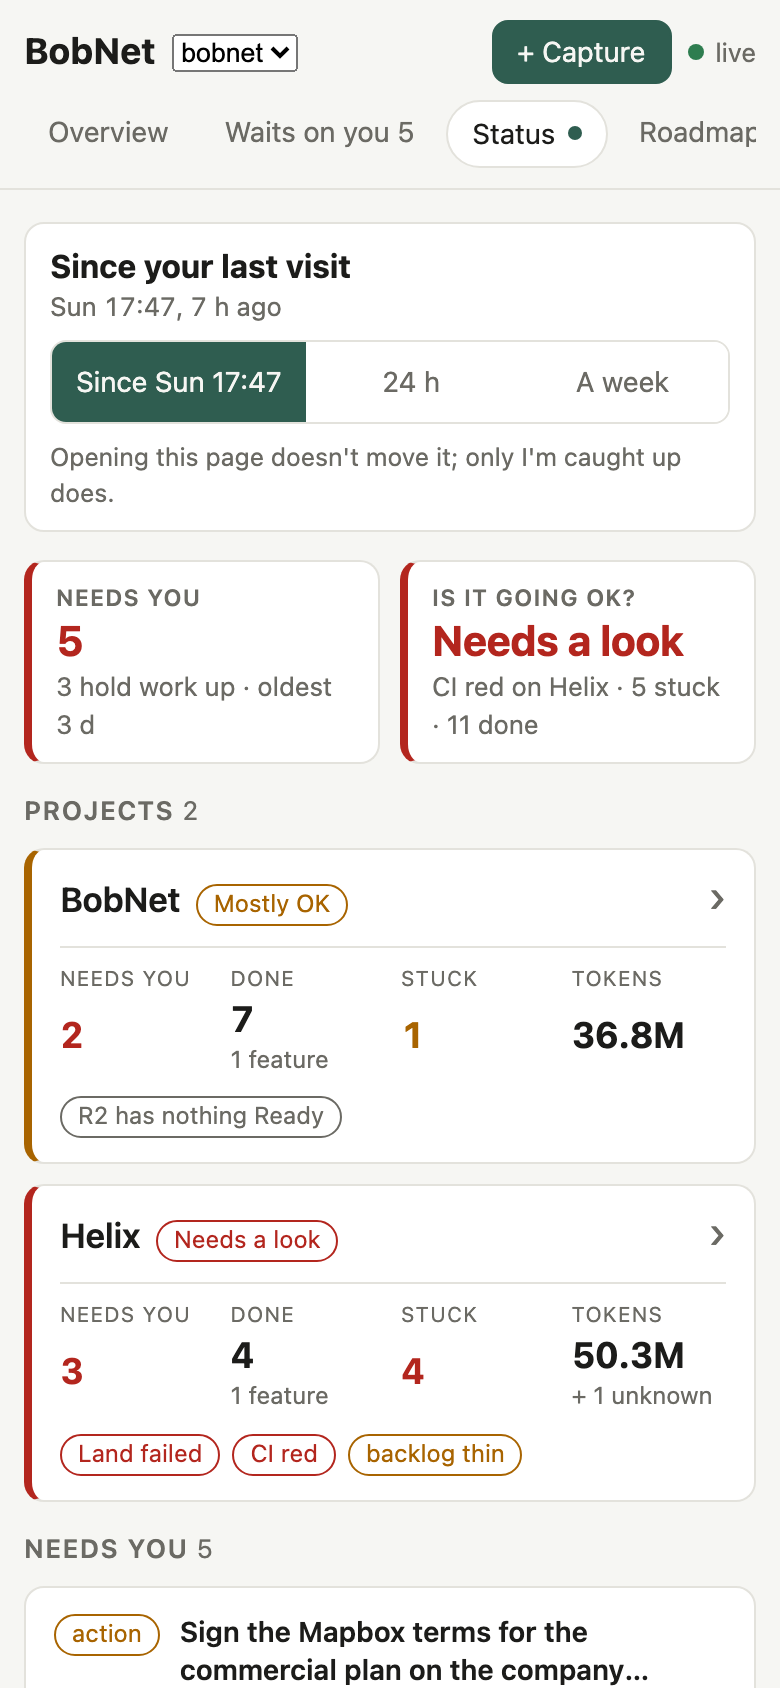 BobNet bobnet + Capture live
Overview Waits on you 5 Status Roadmap
Since your last visit
Sun 17:47, 7 h ago
Since Sun 17:47 24 h A week
Opening this page doesn't move it; only I'm caught up
does.
NEEDS YOU
5
3 hold work up · oldest
3 d
IS IT GOING OK?
Needs a look
CI red on Helix · 5 stuck
· 11 done
PROJECTS 2
BobNet Mostly OK ›
NEEDS YOU DONE STUCK TOKENS
2 7 1 36.8M
1 feature
R2 has nothing Ready
Helix Needs a look ›
NEEDS YOU DONE STUCK TOKENS
3 4 4 50.3M
1 feature + 1 unknown
Land failed CI red backlog thin
NEEDS YOU 5
action Sign the Mapbox terms for the
commercial plan on the company...